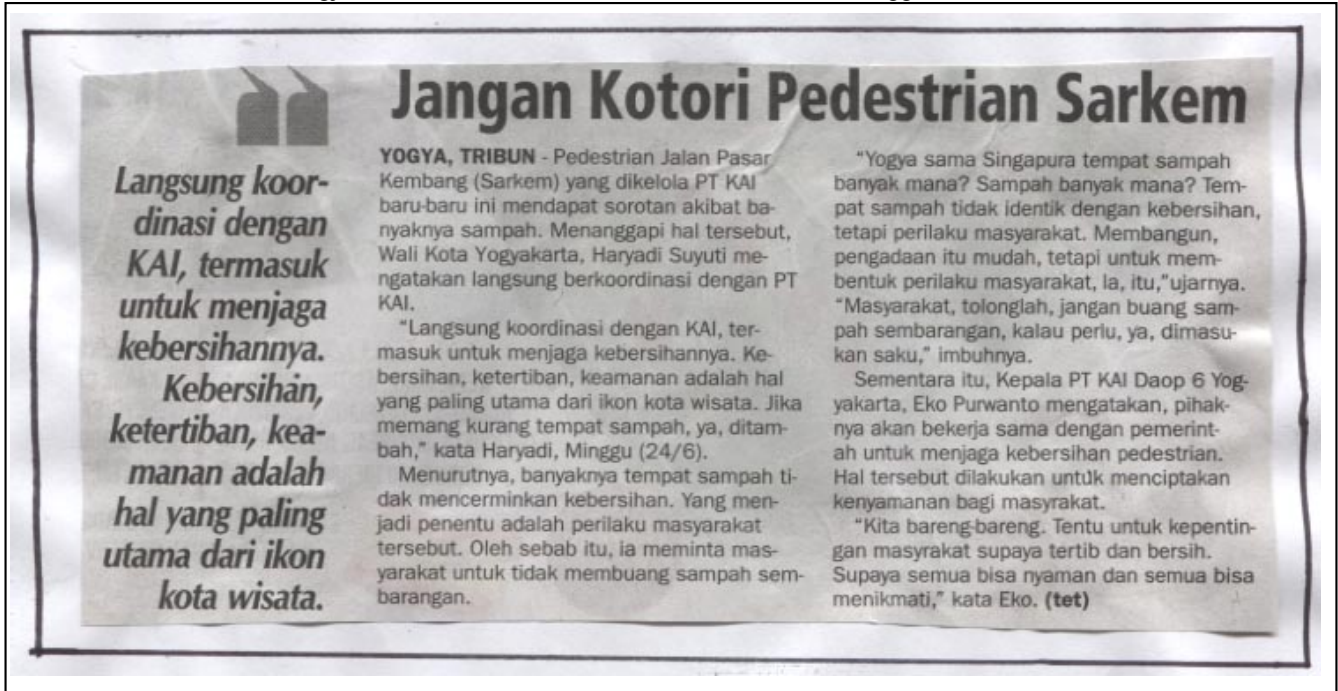 Jangan Kotori Pedestrian Sarkem
Langsung koor-
dinasi dengan
KAI, termasuk
untuk menjaga
kebersihannya.
Kebersihan,
ketertiban, kea-
manan adalah
hal yang paling
utama dari ikon
kota wisata.
YOGYA, TRIBUN - Pedestrian Jalan Pasar
Kembang (Sarkem) yang dikelola PT KAI
baru-baru ini mendapat sorotan akibat ba-
nyaknya sampah. Menanggapi hal tersebut,
Wali Kota Yogyakarta, Haryadi Suyuti me-
ngatakan langsung berkoordinasi dengan PT
KAI.
"Langsung koordinasi dengan KAI, ter-
masuk untuk menjaga kebersihannya. Ke-
bersihan, ketertiban, keamanan adalah hal
yang paling utama dari ikon kota wisata. Jika
memang kurang tempat sampah, ya, ditam-
bah," kata Haryadi, Minggu (24/6).
Menurutnya, banyaknya tempat sampah ti-
dak mencerminkan kebersihan. Yang men-
jadi penentu adalah perilaku masyarakat
tersebut. Oleh sebab itu, ia meminta mas-
yarakat untuk tidak membuang sampah sem-
barangan.
"Yogya sama Singapura tempat sampah
banyak mana? Sampah banyak mana? Tem-
pat sampah tidak identik dengan kebersihan,
tetapi perilaku masyarakat. Membangun,
pengadaan itu mudah, tetapi untuk mem-
bentuk perilaku masyarakat, la, itu,"ujarnya.
"Masyarakat, tolonglah, jangan buang sam-
pah sembarangan, kalau perlu, ya, dimasu-
kan saku," imbuhnya.
Sementara itu, Kepala PT KAI Daop 6 Yog-
yakarta, Eko Purwanto mengatakan, pihak-
nya akan bekerja sama dengan pemerint-
ah untuk menjaga kebersihan pedestrian.
Hal tersebut dilakukan untuk menciptakan
kenyamanan bagi masyrakat.
"Kita bareng-bareng. Tentu untuk kepentin-
gan masyrakat supaya tertib dan bersih.
Supaya semua bisa nyaman dan semua bisa
menikmati," kata Eko. (tet)